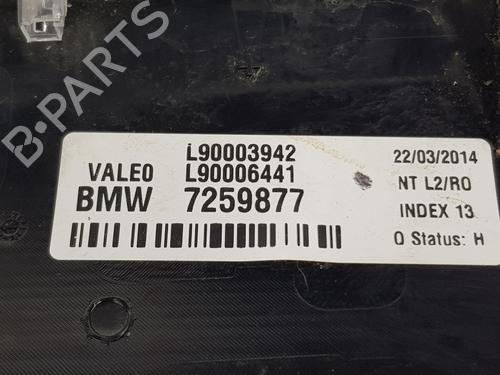 B-PARTS
L90003942
VALEO L90006441
BMW 7259877
22/03/2014
NT L2/RO
INDEX 13
Q Status: H